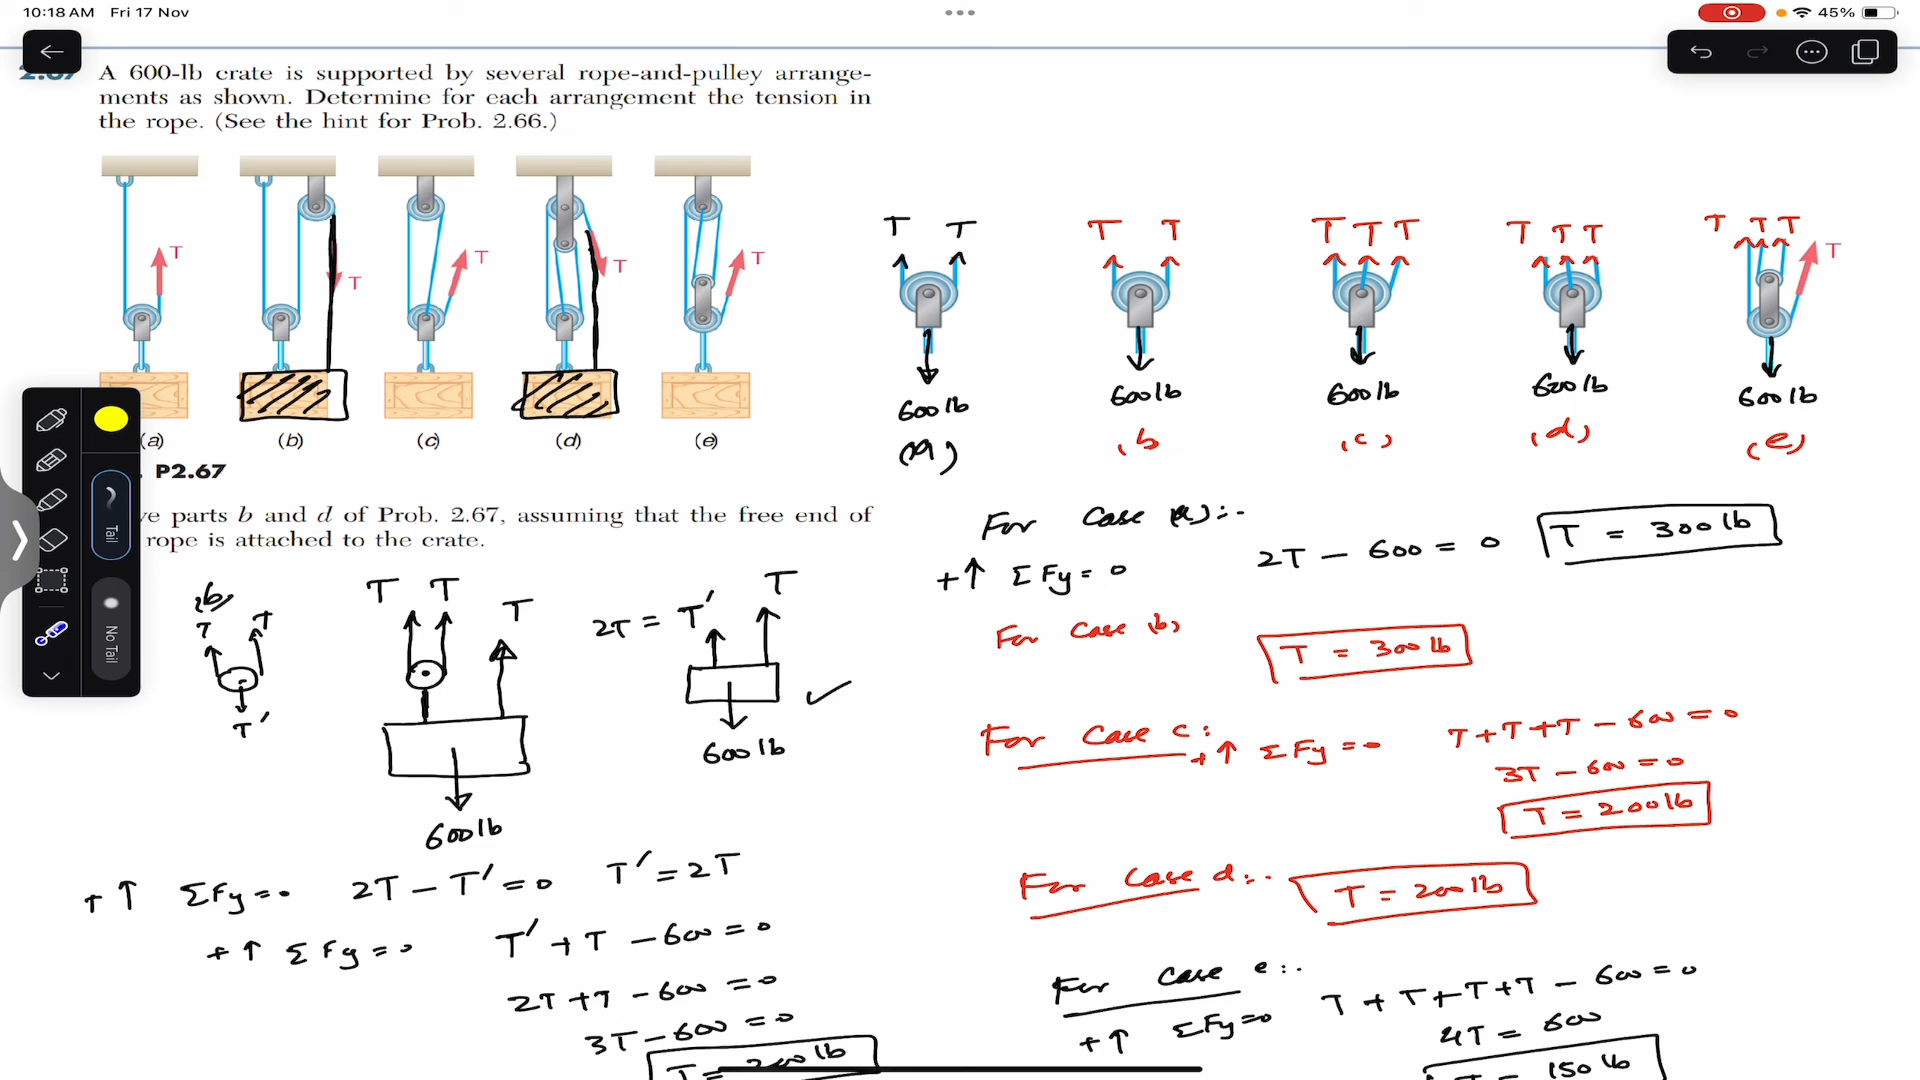 10:18 AM Fri 17 Nov
45%
A 600-lb crate is supported by several rope-and-pulley arrange-
ments as shown. Determine for each arrangement the tension in
the rope. (See the hint for Prob. 2.66.)
T T T T T
(a) (b) (c) (d) (e)
P2.67
T T T T T T T T T T T T T T
600 lb 600 lb 600 lb 600 lb 600 lb
(a) (b (c) (d) (e)
ve parts b and d of Prob. 2.67, assuming that the free end of
rope is attached to the crate.
Tail
No Tail
(b)
T T
T'
T T T
600 lb
2T = T' T
600 lb
+↑ ΣFy=0 2T - T' = 0 T' = 2T
+↑ ΣFy=0 T' + T - 600 = 0
2T + T - 600 = 0
3T - 600 = 0
T = 200 lb
For Case (a):-
+↑ ΣFy=0 2T - 600 = 0 T = 300 lb
For Case (b)
T = 300 lb
For Case c:
+↑ ΣFy=0 T+T+T-600=0
3T-600=0
T = 200 lb
For Case d:-
T = 200 lb
For Case e:-
+↑ ΣFy=0 T+T+T+T-600=0
4T = 600
T = 150 lb